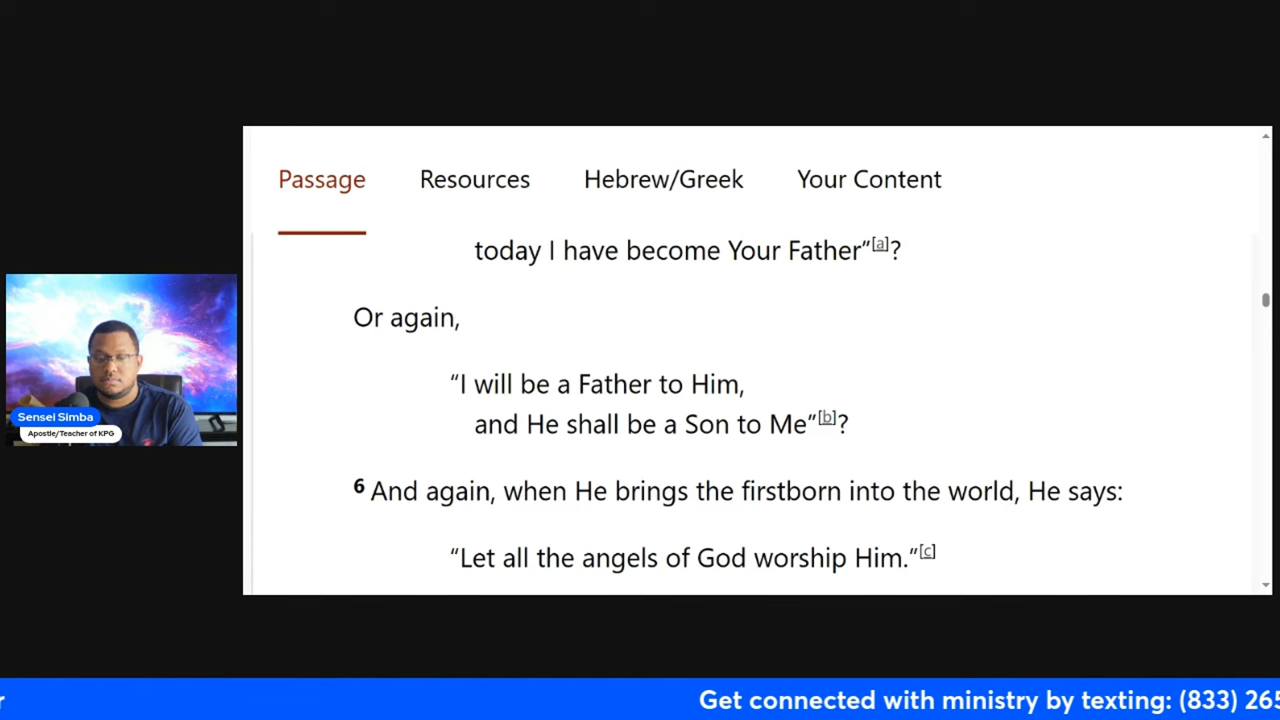 Passage Resources Hebrew/Greek Your Content
today I have become Your Father”[a]?
Or again,
“I will be a Father to Him,
and He shall be a Son to Me”[b]?
6 And again, when He brings the firstborn into the world, He says:
“Let all the angels of God worship Him.”[c]
Sensei Simba
Apostle/Teacher of KPG
r Get connected with ministry by texting: (833) 265